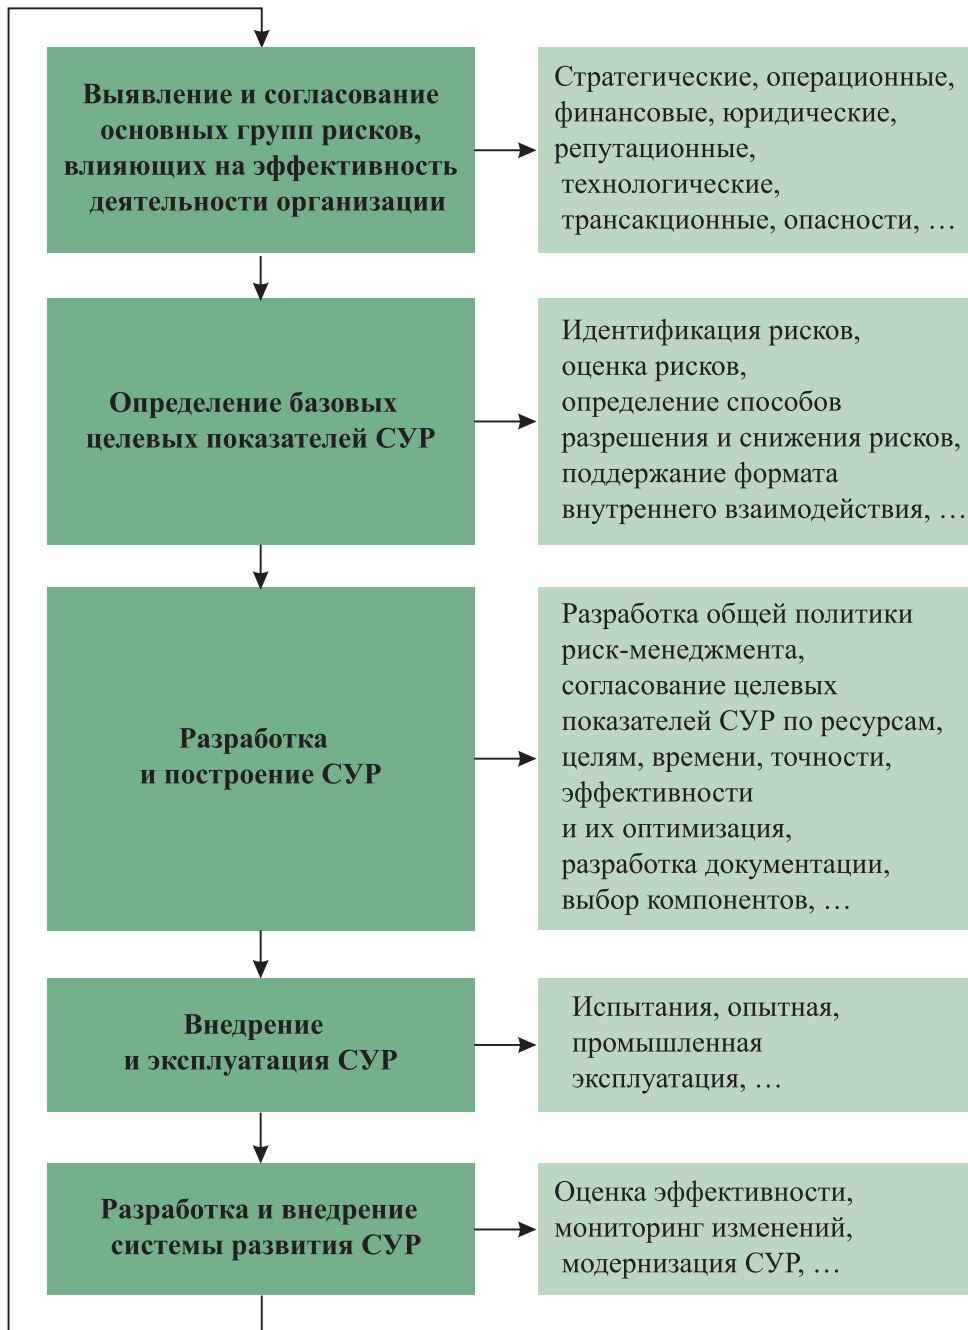 Выявление и согласование
основных групп рисков,
влияющих на эффективность
деятельности организации
Стратегические, операционные,
финансовые, юридические,
репутационные,
технологические,
трансакционные, опасности, …
Определение базовых
целевых показателей СУР
Идентификация рисков,
оценка рисков,
определение способов
разрешения и снижения рисков,
поддержание формата
внутреннего взаимодействия, …
Разработка
и построение СУР
Разработка общей политики
риск-менеджмента,
согласование целевых
показателей СУР по ресурсам,
целям, времени, точности,
эффективности
и их оптимизация,
разработка документации,
выбор компонентов, …
Внедрение
и эксплуатация СУР
Испытания, опытная,
промышленная
эксплуатация, …
Разработка и внедрение
системы развития СУР
Оценка эффективности,
мониторинг изменений,
модернизация СУР, …